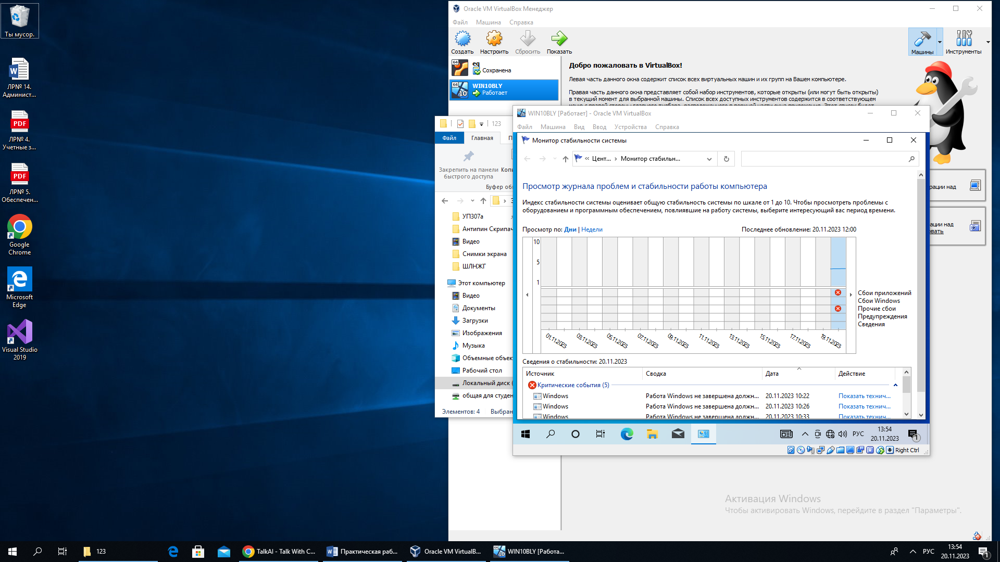 Ты мусор.
ЛР№ 14.
Админист...
ЛР№ 4.
Учетные з...
ЛР№ 5.
Обеспечен...
Google
Chrome
Microsoft
Edge
Visual Studio
2019
Oracle VM VirtualBox Менеджер
Файл Машина Справка
Создать Настроить Сбросить Показать
Машины Инструменты
eq
Сохранена
WIN10BLY
Работает
Добро пожаловать в VirtualBox!
Левая часть данного окна содержит список всех виртуальных машин и их групп на Вашем компьютере.
Правая часть данного окна представляет собой набор инструментов, которые открыты (или могут быть открыты)
в текущий момент для выбранной машины. Список всех доступных инструментов содержится в соответствующем
рации над
ации над
овать
123
Файл Главная П
Закрепить на панели
быстрого доступа
Копи
Буфер об
УП307а
Антипин Скрипач
Видео
Снимки экрана
ШЛНЖГ
Этот компьютер
Видео
Документы
Загрузки
Изображения
Музыка
Объемные объек
Рабочий стол
Локальный диск (
общая для студен
Элементов: 4 Выбран
WIN10BLY [Работает] - Oracle VM VirtualBox
Файл Машина Вид Ввод Устройства Справка
Монитор стабильности системы
« Цент... › Монитор стабильн...
Просмотр журнала проблем и стабильности работы компьютера
Индекс стабильности системы оценивает общую стабильность системы по шкале от 1 до 10. Чтобы просмотреть проблемы с
оборудованием и программным обеспечением, повлиявшие на работу системы, выберите интересующий вас период времени.
Просмотр по: Дни | Недели
Последнее обновление: 20.11.2023 12:00
10
5
1
Сбои приложений
Сбои Windows
Прочие сбои
Предупреждения
Сведения
01.11.2023 03.11.2023 05.11.2023 07.11.2023 09.11.2023 11.11.2023 13.11.2023 15.11.2023 17.11.2023 19.11.2023
Сведения о стабильности: 20.11.2023
Источник Сводка Дата Действие
Критические события (5)
Windows Работа Windows не завершена должн... 20.11.2023 10:22 Показать технич...
Windows Работа Windows не завершена должн... 20.11.2023 10:26 Показать технич...
Windows Работа Windows не завершена должн... 20.11.2023 10:33 Показать технич...
РУС
13:54
20.11.2023
1
Right Ctrl
Активация Windows
Чтобы активировать Windows, перейдите в раздел "Параметры".
123
TalkAI - Talk With C...
Практическая раб...
Oracle VM VirtualB...
WIN10BLY [Работа...
РУС
13:54
20.11.2023
1